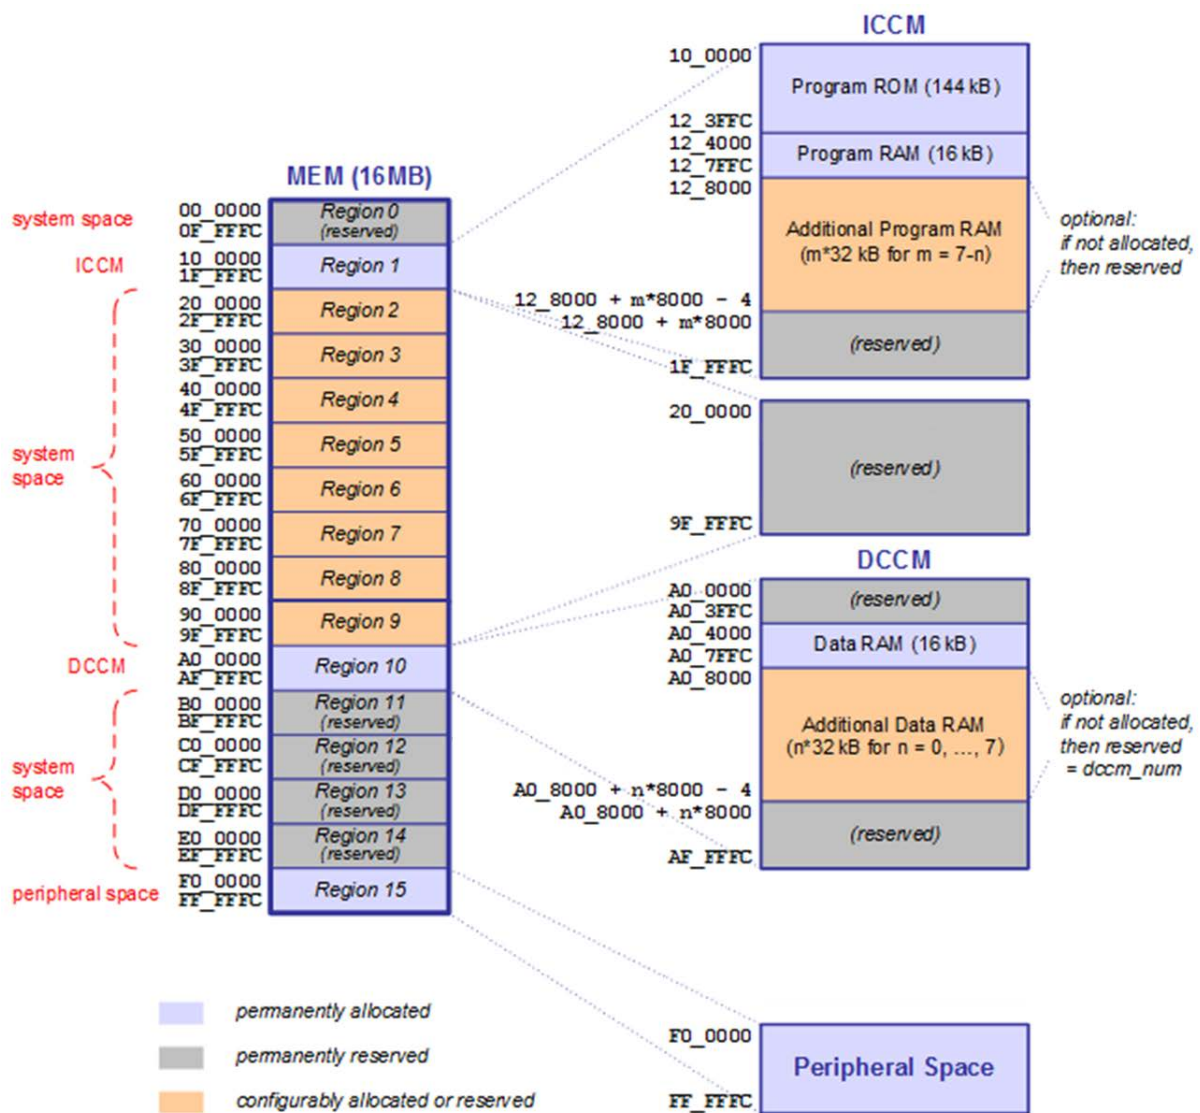 ICCM
10_0000
Program ROM (144 kB)
12_3FFC
12_4000
Program RAM (16 kB)
12_7FFC
12_8000
Additional Program RAM
(m*32 kB for m = 7-n)
optional:
if not allocated,
then reserved
12_8000 + m*8000 - 4
12_8000 + m*8000
(reserved)
1F_FFFC
20_0000
(reserved)
9F_FFFC
MEM (16MB)
system space
00_0000
0F_FFFC
Region 0
(reserved)
ICCM
10_0000
1F_FFFC
Region 1
20_0000
2F_FFFC
Region 2
30_0000
3F_FFFC
Region 3
40_0000
4F_FFFC
Region 4
system
space
50_0000
5F_FFFC
Region 5
60_0000
6F_FFFC
Region 6
70_0000
7F_FFFC
Region 7
80_0000
8F_FFFC
Region 8
90_0000
9F_FFFC
Region 9
DCCM
A0_0000
AF_FFFC
Region 10
B0_0000
BF_FFFC
Region 11
(reserved)
system
space
C0_0000
CF_FFFC
Region 12
(reserved)
D0_0000
DF_FFFC
Region 13
(reserved)
E0_0000
EF_FFFC
Region 14
(reserved)
peripheral space
F0_0000
FF_FFFC
Region 15
DCCM
A0_0000
(reserved)
A0_3FFC
A0_4000
Data RAM (16 kB)
A0_7FFC
A0_8000
Additional Data RAM
(n*32 kB for n = 0, ..., 7)
optional:
if not allocated,
then reserved
= dccm_num
A0_8000 + n*8000 - 4
A0_8000 + n*8000
(reserved)
AF_FFFC
permanently allocated
permanently reserved
configurably allocated or reserved
F0_0000
Peripheral Space
FF_FFFC